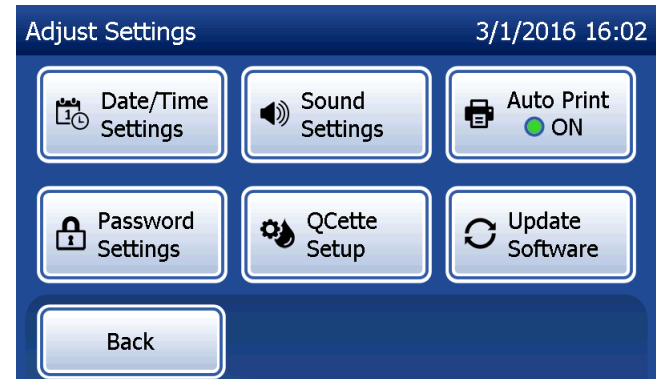 Adjust Settings
3/1/2016 16:02
Date/Time
Settings
Sound
Settings
Auto Print
ON
Password
Settings
QCette
Setup
Update
Software
Back